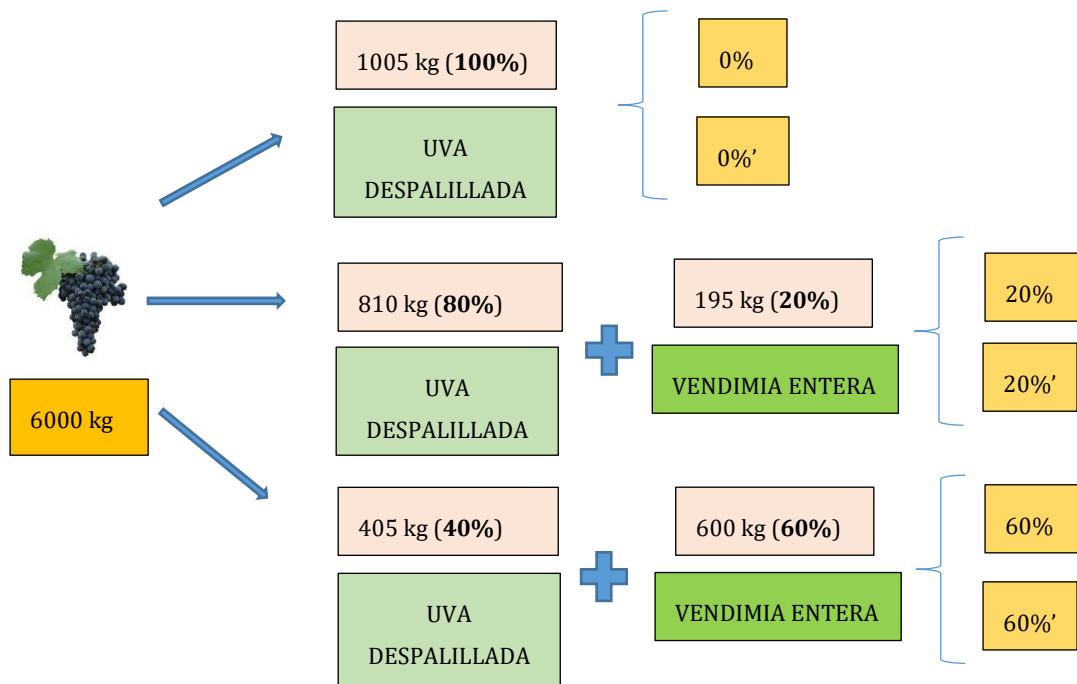 1005 kg (100%)
UVA
DESPALILLADA
0%
0%’
6000 kg
810 kg (80%)
UVA
DESPALILLADA
195 kg (20%)
VENDIMIA ENTERA
20%
20%’
405 kg (40%)
UVA
DESPALILLADA
600 kg (60%)
VENDIMIA ENTERA
60%
60%’